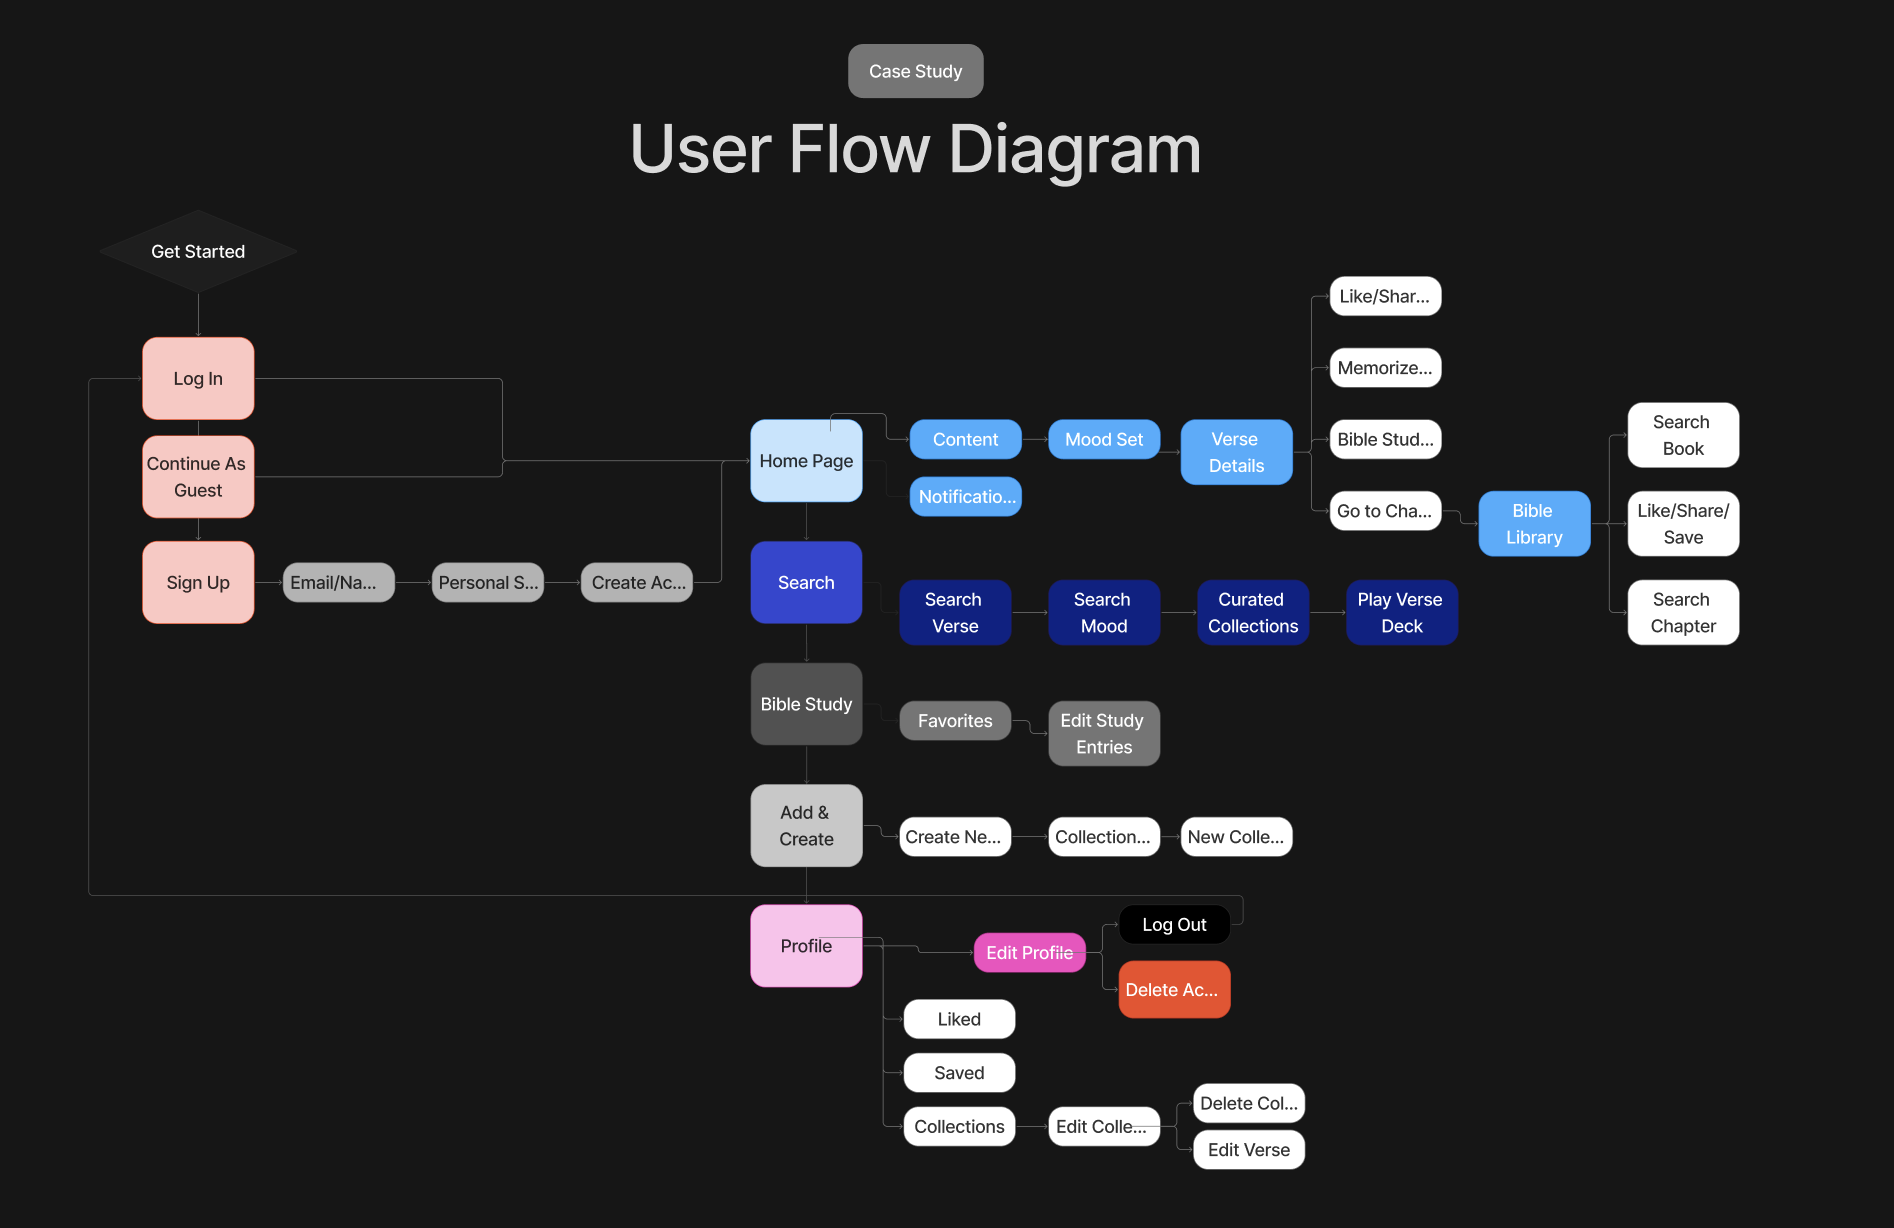 Case Study
User Flow Diagram
Get Started
Log In
Continue As
Guest
Sign Up
Email/Na...
Personal S...
Create Ac...
Home Page
Content
Mood Set
Verse
Details
Notificatio...
Like/Shar...
Memorize...
Bible Stud...
Go to Cha...
Bible
Library
Search
Book
Like/Share/
Save
Search
Chapter
Search
Search
Verse
Search
Mood
Curated
Collections
Play Verse
Deck
Bible Study
Favorites
Edit Study
Entries
Add &
Create
Create Ne...
Collection...
New Colle...
Profile
Edit Profile
Log Out
Delete Ac...
Liked
Saved
Collections
Edit Colle...
Delete Col...
Edit Verse